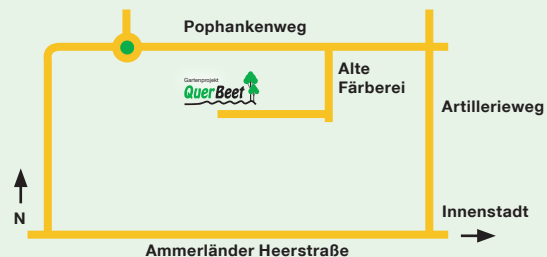 Pophankenweg
Gartenprojekt
QuerBeet
Alte
Färberei
Artillerieweg
N
Innenstadt
Ammerländer Heerstraße